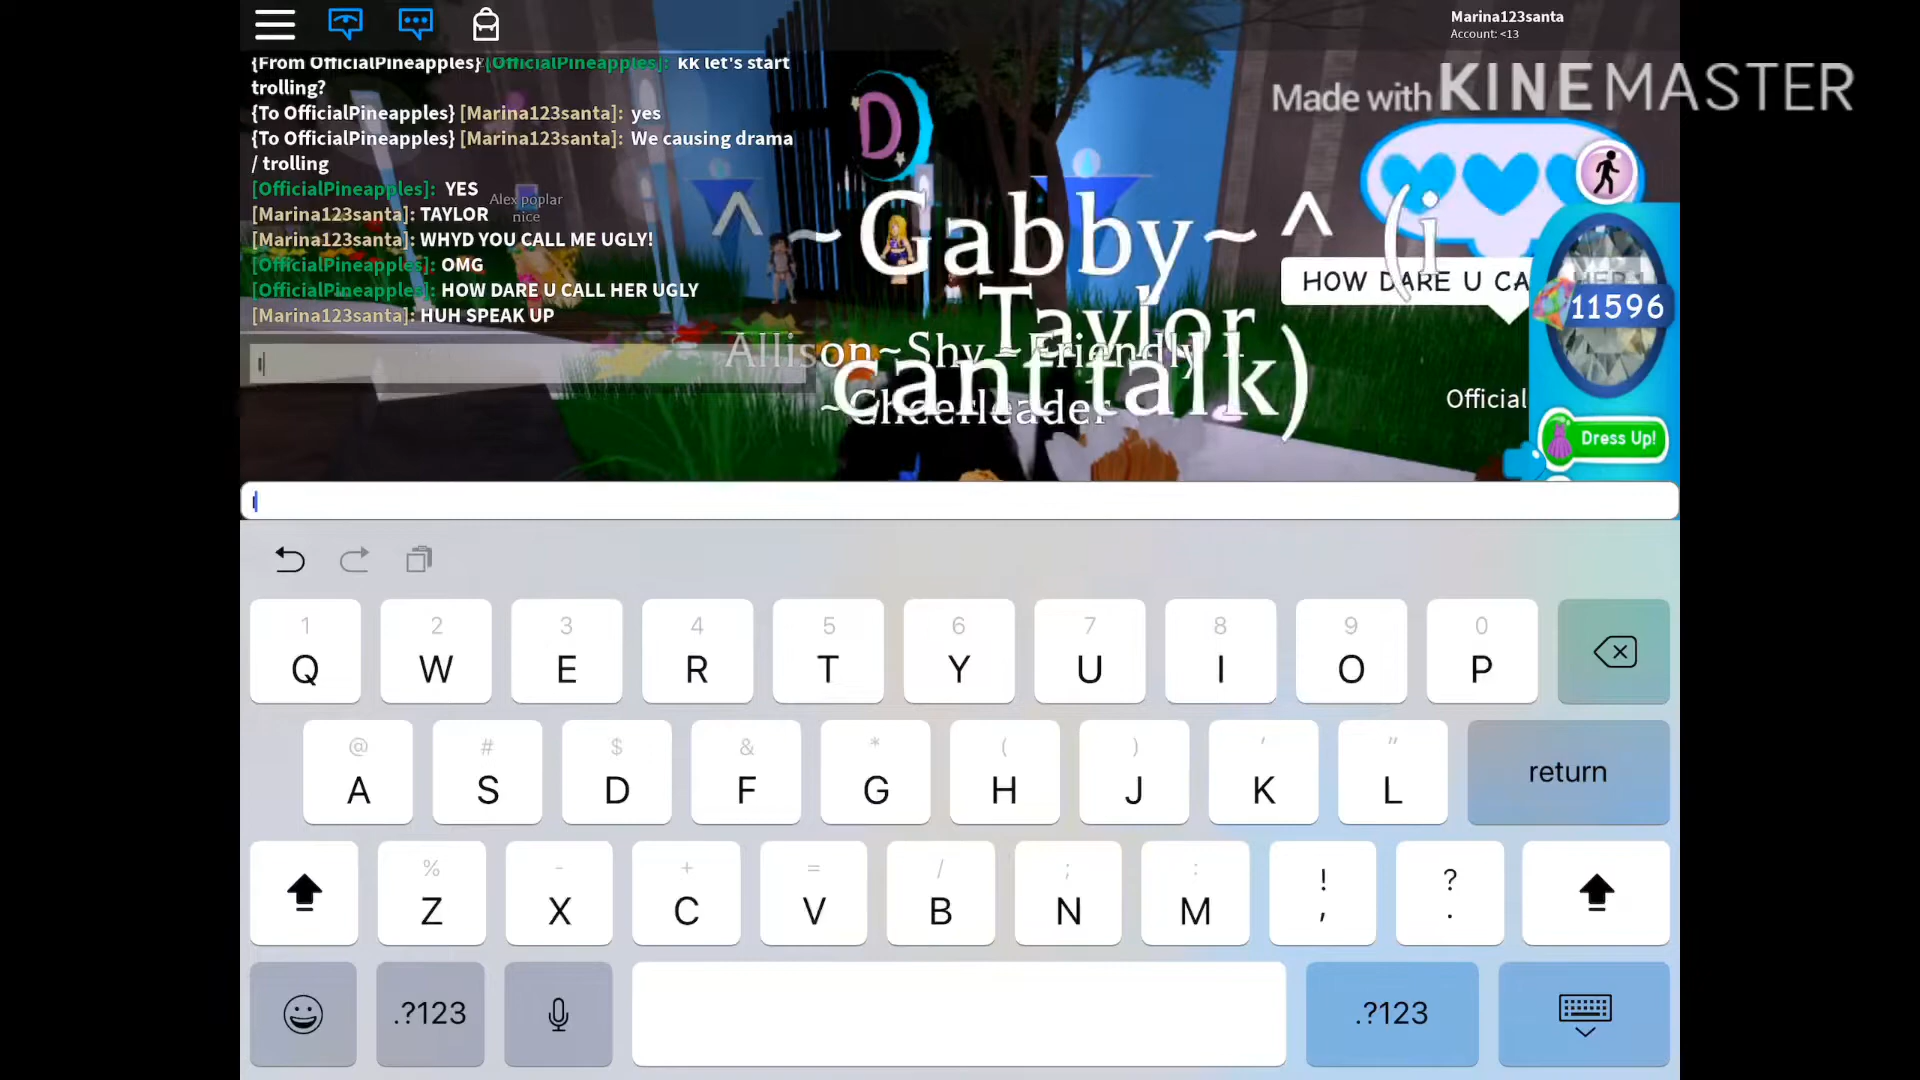 Marina123santa
Account: <13
{From OfficialPineapples} [OfficialPineapples]: kk let's start
trolling?
{To OfficialPineapples} [Marina123santa]: yes
{To OfficialPineapples} [Marina123santa]: We causing drama
/ trolling
[OfficialPineapples]: YES
[Marina123santa]: TAYLOR
[Marina123santa]: WHYD YOU CALL ME UGLY!
[OfficialPineapples]: OMG
[OfficialPineapples]: HOW DARE U CALL HER UGLY
[Marina123santa]: HUH SPEAK UP
Made with KINEMASTER
D
Alex poplar
nice
^ ~Gabby~^ (i
cant talk)
Taylor
Allison~Shy ~Friendly ~
~Cheerleader
HOW DARE U CA
11596
Official
Dress Up!
1 2 3 4 5 6 7 8 9 0
Q W E R T Y U I O P
@ # $ & * ( ) ' "
A S D F G H J K L return
% - + = / ; : ! ?
Z X C V B N M , .
.?123 .?123